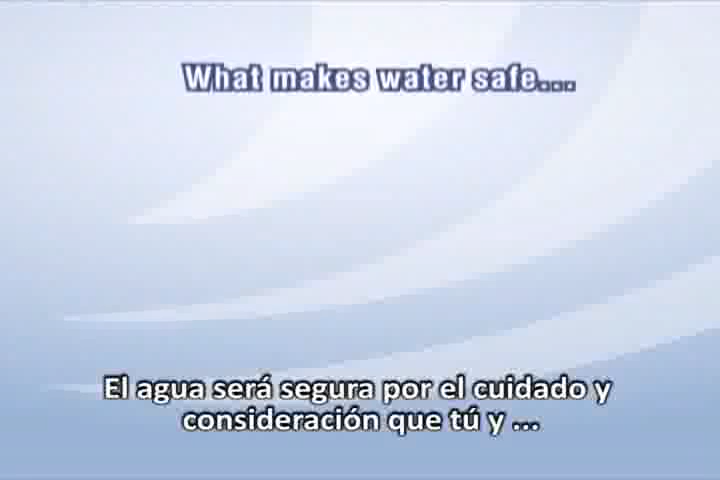 What makes water safe....
El agua será segura por el cuidado y
consideración que tú y ...